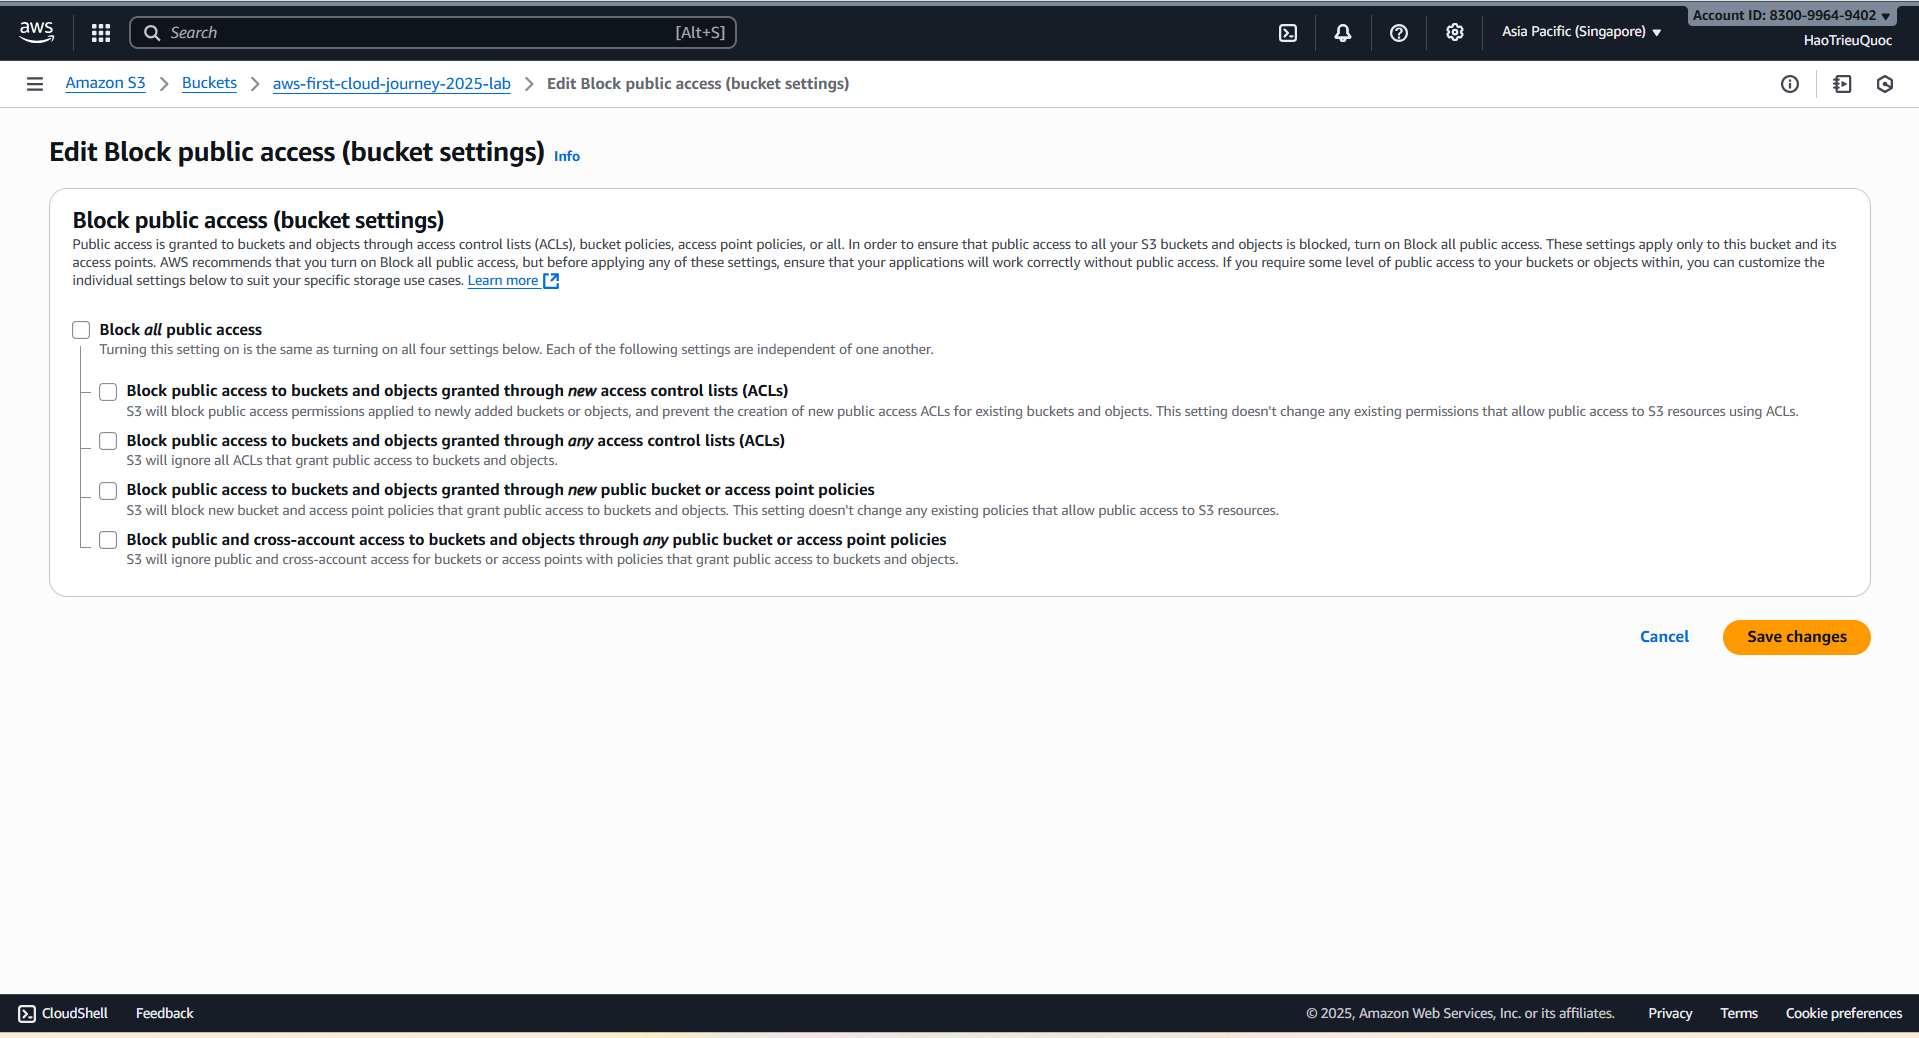 aws
Search
[Alt+S]
Asia Pacific (Singapore)
Account ID: 8300-9964-9402
HaoTrieuQuoc
Amazon S3
Buckets
aws-first-cloud-journey-2025-lab
Edit Block public access (bucket settings)
Edit Block public access (bucket settings) Info
Block public access (bucket settings)
Public access is granted to buckets and objects through access control lists (ACLs), bucket policies, access point policies, or all. In order to ensure that public access to all your S3 buckets and objects is blocked, turn on Block all public access. These settings apply only to this bucket and its
access points. AWS recommends that you turn on Block all public access, but before applying any of these settings, ensure that your applications will work correctly without public access. If you require some level of public access to your buckets or objects within, you can customize the
individual settings below to suit your specific storage use cases. Learn more
Block all public access
Turning this setting on is the same as turning on all four settings below. Each of the following settings are independent of one another.
Block public access to buckets and objects granted through new access control lists (ACLs)
S3 will block public access permissions applied to newly added buckets or objects, and prevent the creation of new public access ACLs for existing buckets and objects. This setting doesn't change any existing permissions that allow public access to S3 resources using ACLs.
Block public access to buckets and objects granted through any access control lists (ACLs)
S3 will ignore all ACLs that grant public access to buckets and objects.
Block public access to buckets and objects granted through new public bucket or access point policies
S3 will block new bucket and access point policies that grant public access to buckets and objects. This setting doesn't change any existing policies that allow public access to S3 resources.
Block public and cross-account access to buckets and objects through any public bucket or access point policies
S3 will ignore public and cross-account access for buckets or access points with policies that grant public access to buckets and objects.
Cancel
Save changes
CloudShell
Feedback
© 2025, Amazon Web Services, Inc. or its affiliates.
Privacy
Terms
Cookie preferences